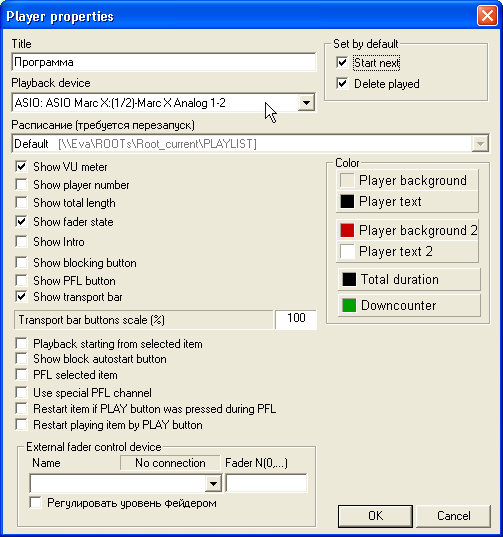 Player properties
Title
Программа
Playback device
ASIO: ASIO Marc X:(1/2)-Marc X Analog 1-2
Set by default
Start next
Delete played
Расписание (требуется перезапуск)
Default [\\Eva\ROOTs\Root_current\PLAYLIST]
Show VU meter
Show player number
Show total length
Show fader state
Show Intro
Show blocking button
Show PFL button
Show transport bar
Transport bar buttons scale (%) 100
Color
Player background
Player text
Player background 2
Player text 2
Total duration
Downcounter
Playback starting from selected item
Show block autostart button
PFL selected item
Use special PFL channel
Restart item if PLAY button was pressed during PFL
Restart playing item by PLAY button
External fader control device
Name No connection Fader N(0,...)
Регулировать уровень фейдером
OK Cancel